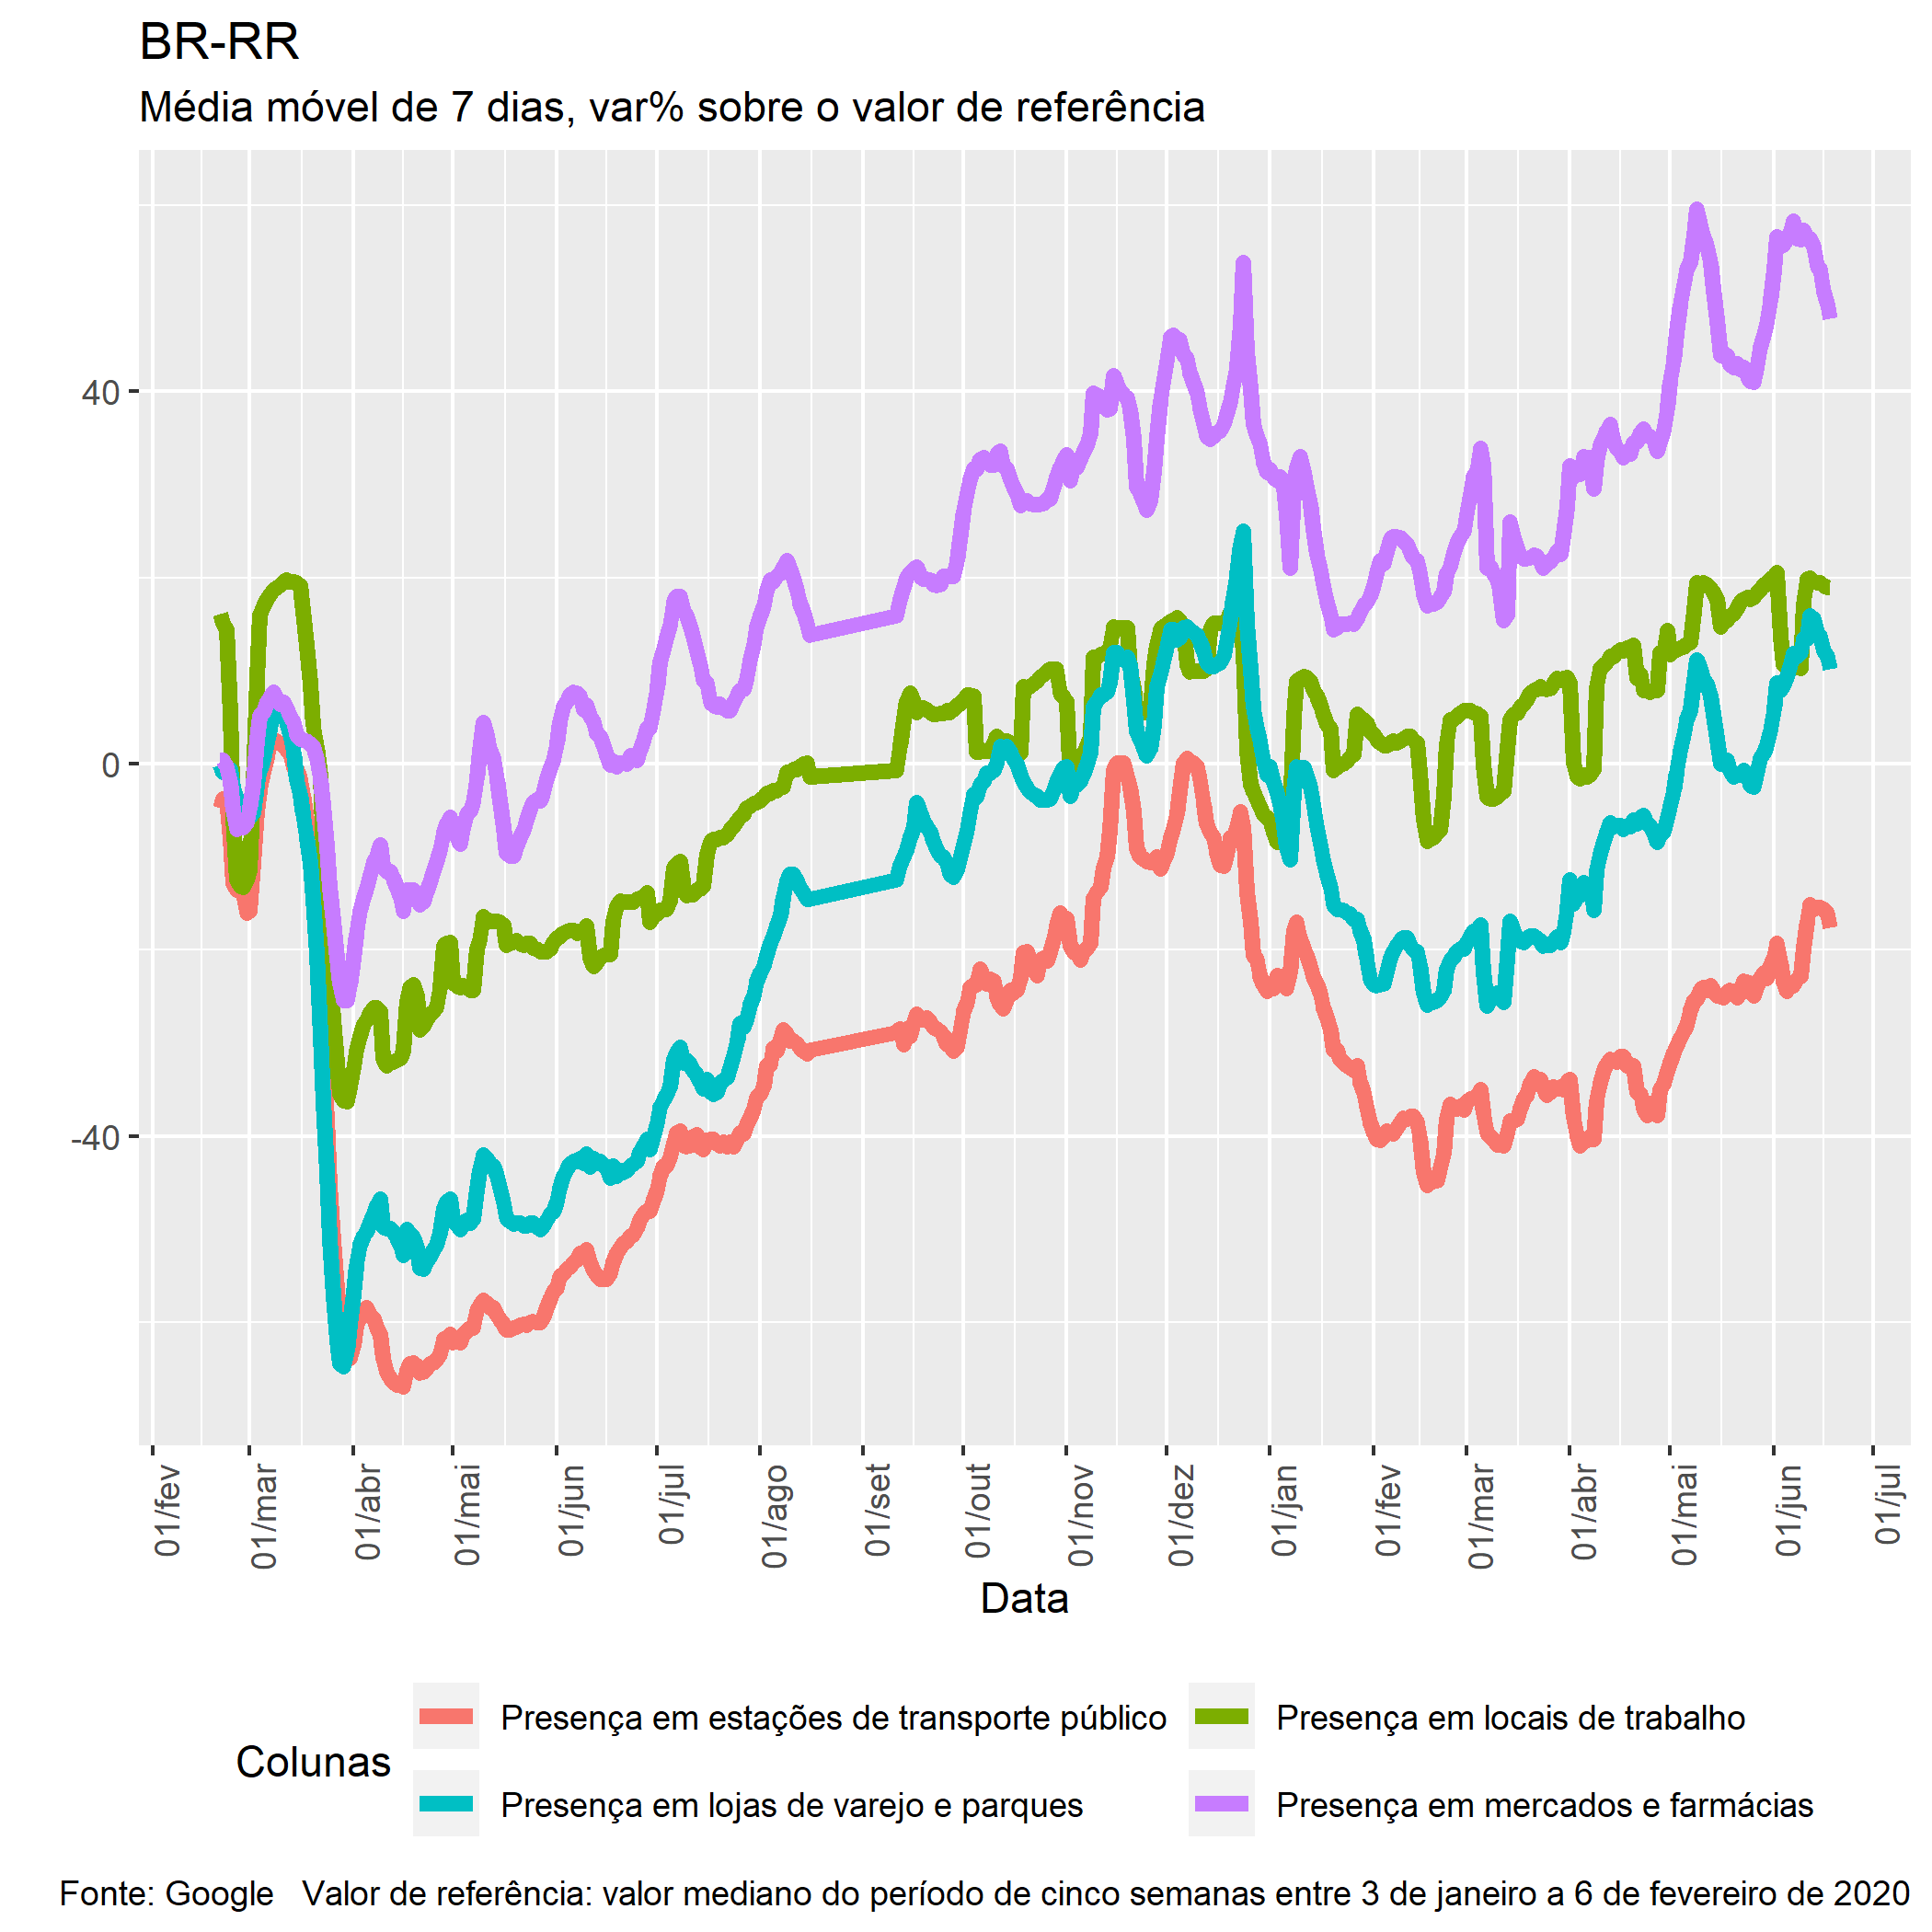 BR-RR
Média móvel de 7 dias, var% sobre o valor de referência
40
0
-40
01/fev
01/mar
01/abr
01/mai
01/jun
01/jul
01/ago
01/set
01/out
01/nov
01/dez
01/jan
01/fev
01/mar
01/abr
01/mai
01/jun
01/jul
Data
Colunas
Presença em estações de transporte público
Presença em locais de trabalho
Presença em lojas de varejo e parques
Presença em mercados e farmácias
Fonte: Google   Valor de referência: valor mediano do período de cinco semanas entre 3 de janeiro a 6 de fevereiro de 2020